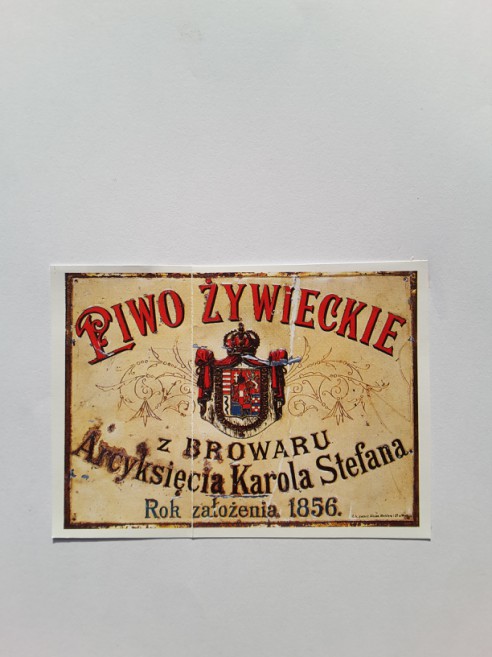 PIWO ŻYWIECKIE
Z BROWARU
Arcyksięcia Karola Stefana.
Rok założenia 1856.